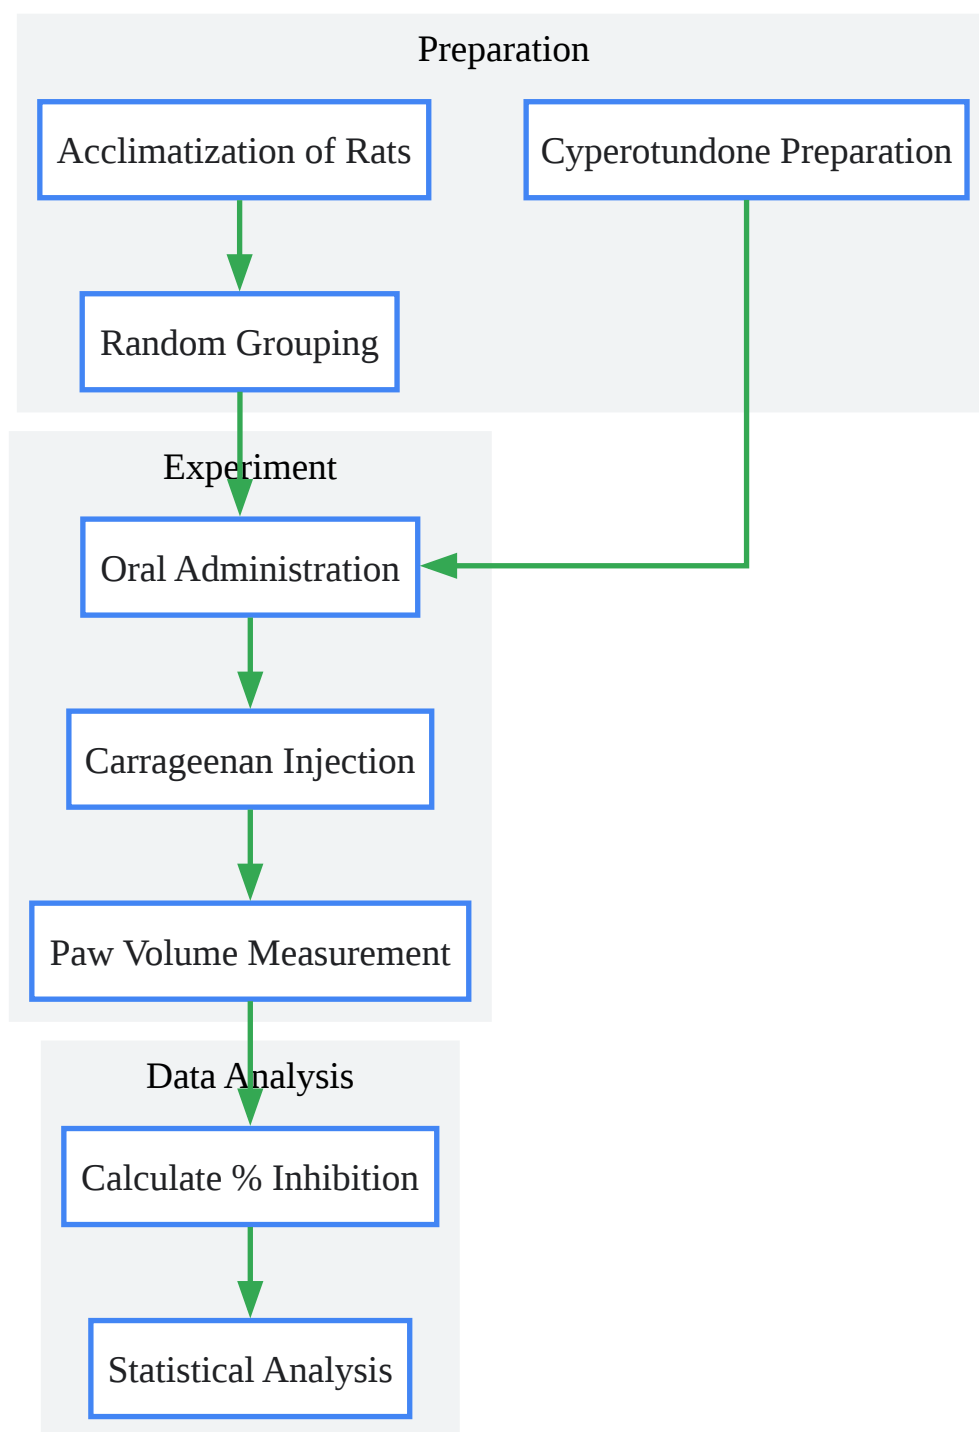 Preparation
Acclimatization of Rats
Cyperotundone Preparation
Random Grouping
Experiment
Oral Administration
Carrageenan Injection
Paw Volume Measurement
Data Analysis
Calculate % Inhibition
Statistical Analysis